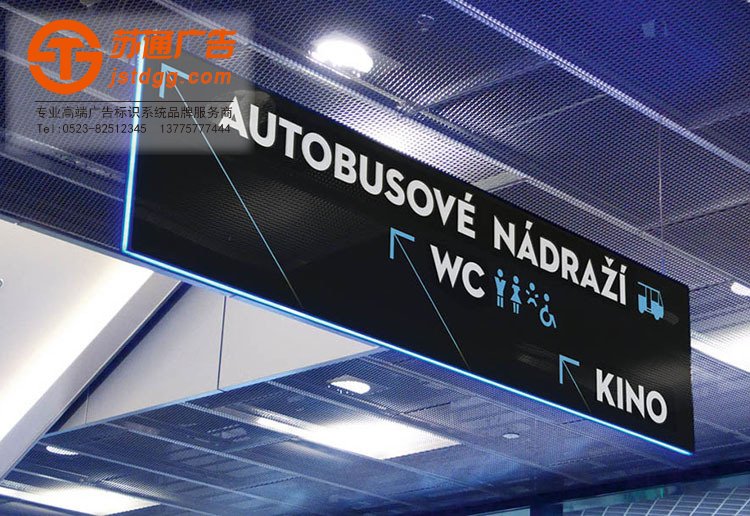 苏通广告
jstdgg.com
专业高端广告标识系统品牌服务商
Tel:0523-82512345 13775777444
AUTOBUSOVÉ NÁDRAŽÍ
WC
KINO